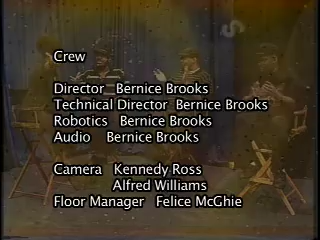 Crew
Director Bernice Brooks
Technical Director Bernice Brooks
Robotics Bernice Brooks
Audio Bernice Brooks
Camera Kennedy Ross
Alfred Williams
Floor Manager Felice McGhie